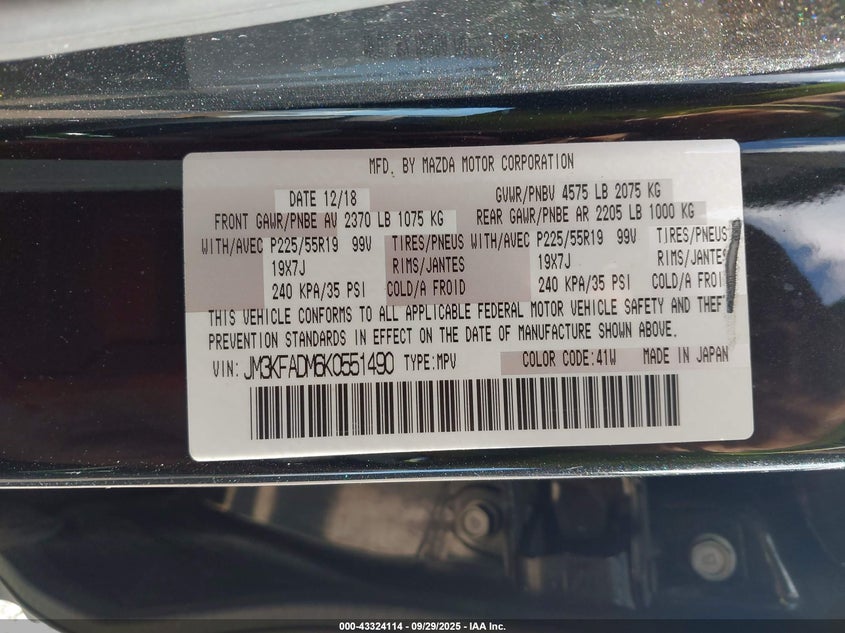 MFD. BY MAZDA MOTOR CORPORATION
DATE 12/18 GVWR/PNBV 4575 LB 2075 KG
FRONT GAWR/PNBE AV 2370 LB 1075 KG REAR GAWR/PNBE AR 2205 LB 1000 KG
WITH/AVEC P225/55R19 99V TIRES/PNEUS WITH/AVEC P225/55R19 99V TIRES/PNEUS
19X7J RIMS/JANTES 19X7J RIMS/JANTES
240 KPA/35 PSI COLD/A FROID 240 KPA/35 PSI COLD/A FROID
THIS VEHICLE CONFORMS TO ALL APPLICABLE FEDERAL MOTOR VEHICLE SAFETY AND THEFT
PREVENTION STANDARDS IN EFFECT ON THE DATE OF MANUFACTURE SHOWN ABOVE.
VIN: JM3KFADM6K0551490 TYPE:MPV COLOR CODE:41W MADE IN JAPAN
000-43324114 - 09/29/2025 - IAA Inc.